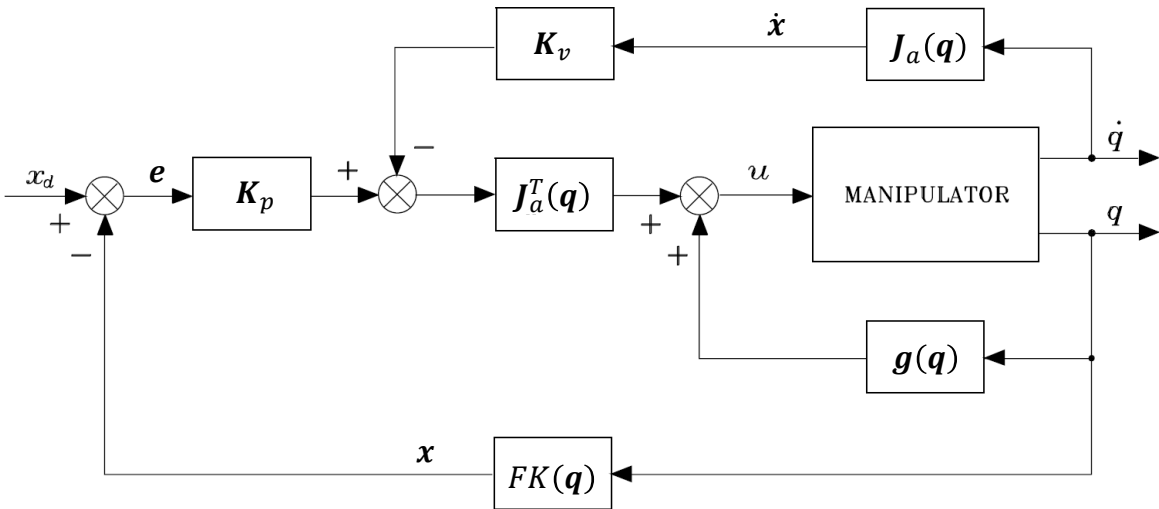 ẋ
K_v
J_a(q)
q̇
x_d
+
−
e
K_p
+
−
J_a^T(q)
+
+
u
MANIPULATOR
q
g(q)
x
FK(q)